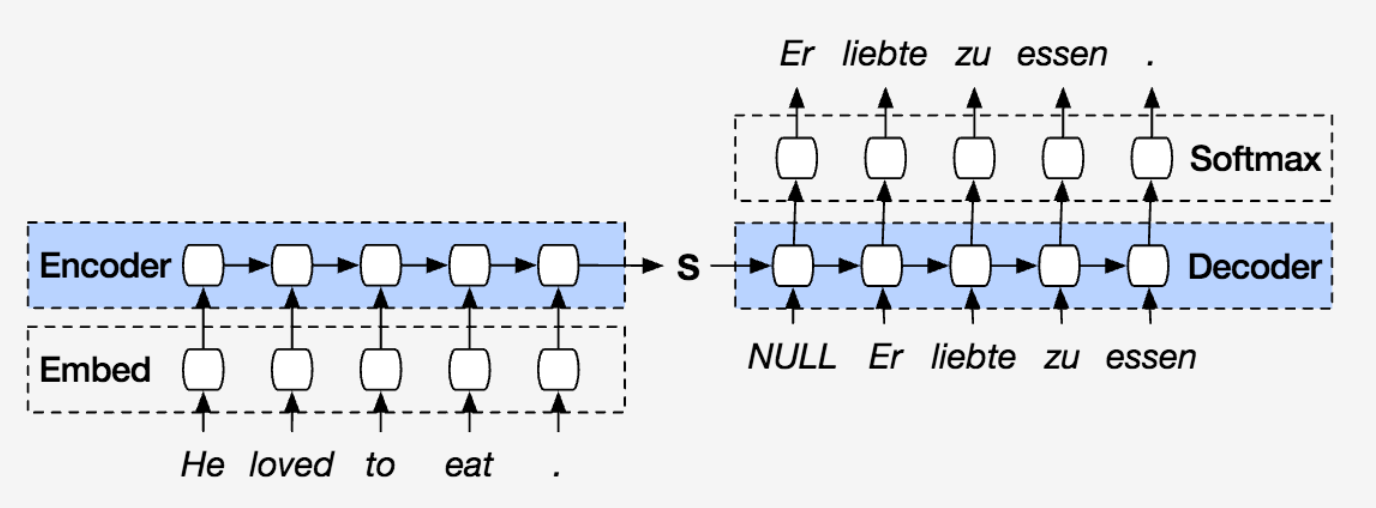 Er liebte zu essen .
Softmax
Encoder
S
Decoder
Embed
NULL Er liebte zu essen
He loved to eat .